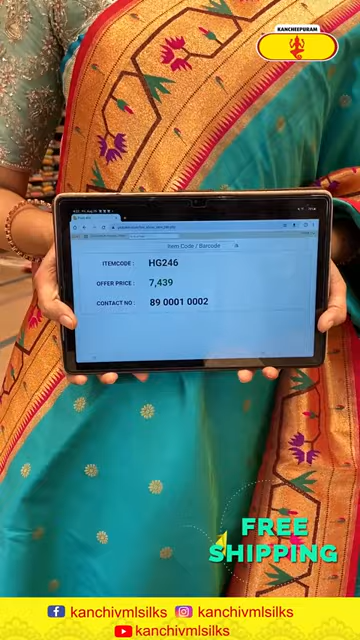 KANCHEEPURAM
Item Code / Barcode
ITEMCODE : HG246
OFFER PRICE : 7,439
CONTACT NO : 89 0001 0002
FREE
SHIPPING
kanchivmlsilks kanchivmlsilks
kanchivmlsilks